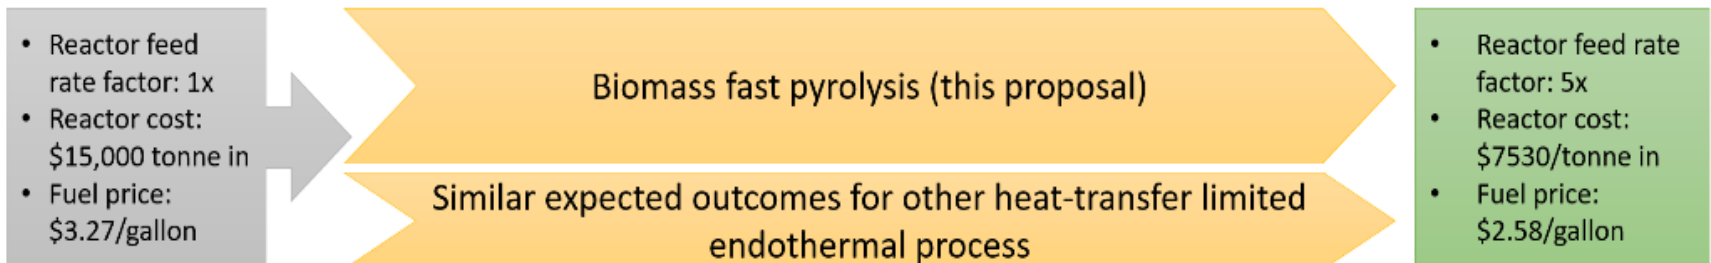 • Reactor feed
rate factor: 1x
• Reactor cost:
$15,000 tonne in
• Fuel price:
$3.27/gallon
Biomass fast pyrolysis (this proposal)
Similar expected outcomes for other heat-transfer limited
endothermal process
• Reactor feed rate
factor: 5x
• Reactor cost:
$7530/tonne in
• Fuel price:
$2.58/gallon